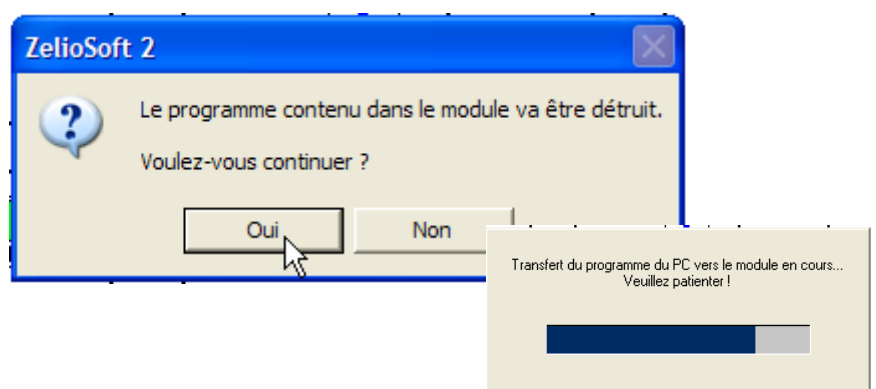 ZelioSoft 2
Le programme contenu dans le module va être détruit.
Voulez-vous continuer ?
Oui
Non
Transfert du programme du PC vers le module en cours...
Veuillez patienter !